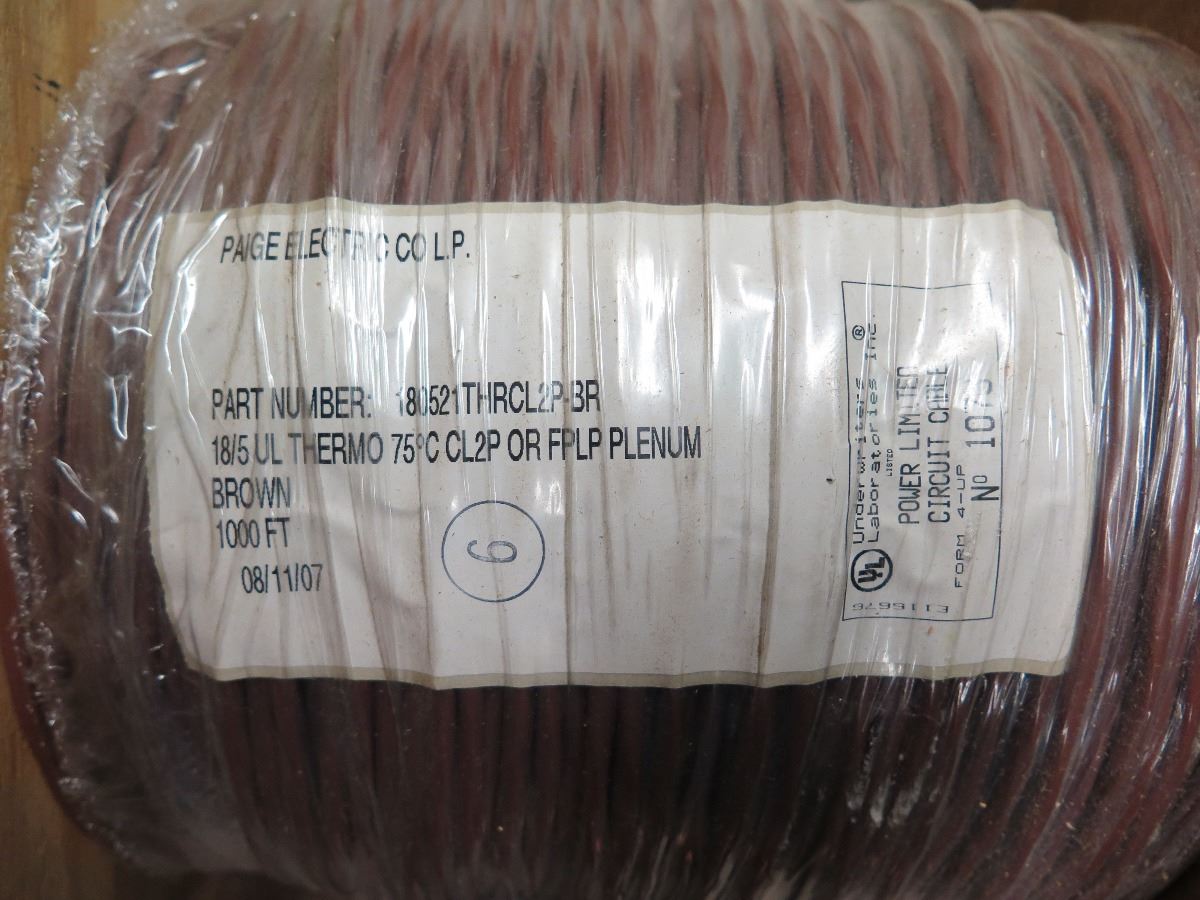 PAIGE ELECTRIC CO L.P.
PART NUMBER: 180521THRCL2P-BR
18/5 UL THERMO 75°C CL2P OR FPLP PLENUM
BROWN
1000 FT
08/11/07
6
UL
Underwriters
Laboratories Inc.®
LISTED
POWER LIMITED
CIRCUIT CABLE
FORM 4-UP
Nº
E115676